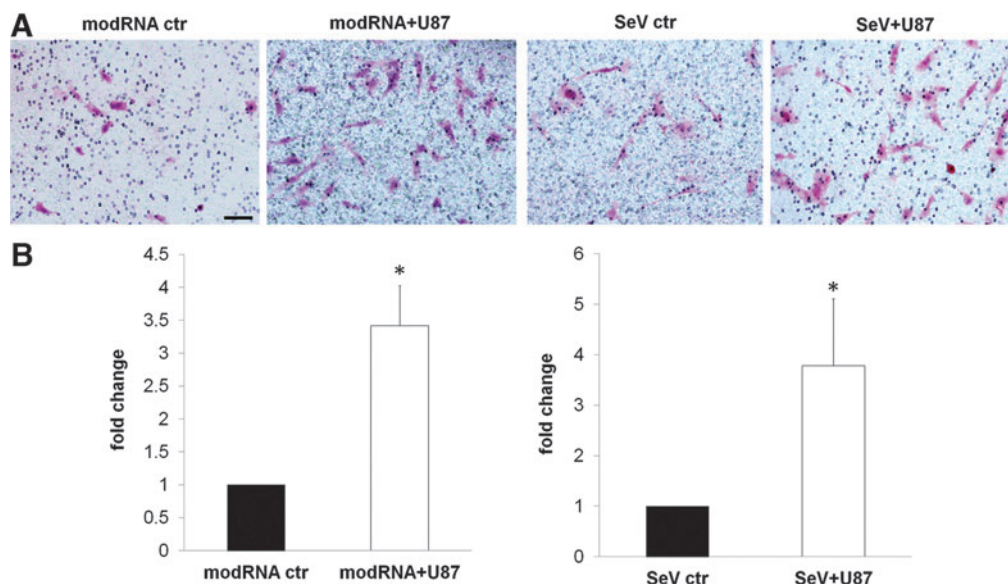 A
modRNA ctr
modRNA+U87
SeV ctr
SeV+U87
B
fold change
4.5
4
3.5
3
2.5
2
1.5
1
0.5
0
*
modRNA ctr
modRNA+U87
fold change
6
5
4
3
2
1
0
*
SeV ctr
SeV+U87